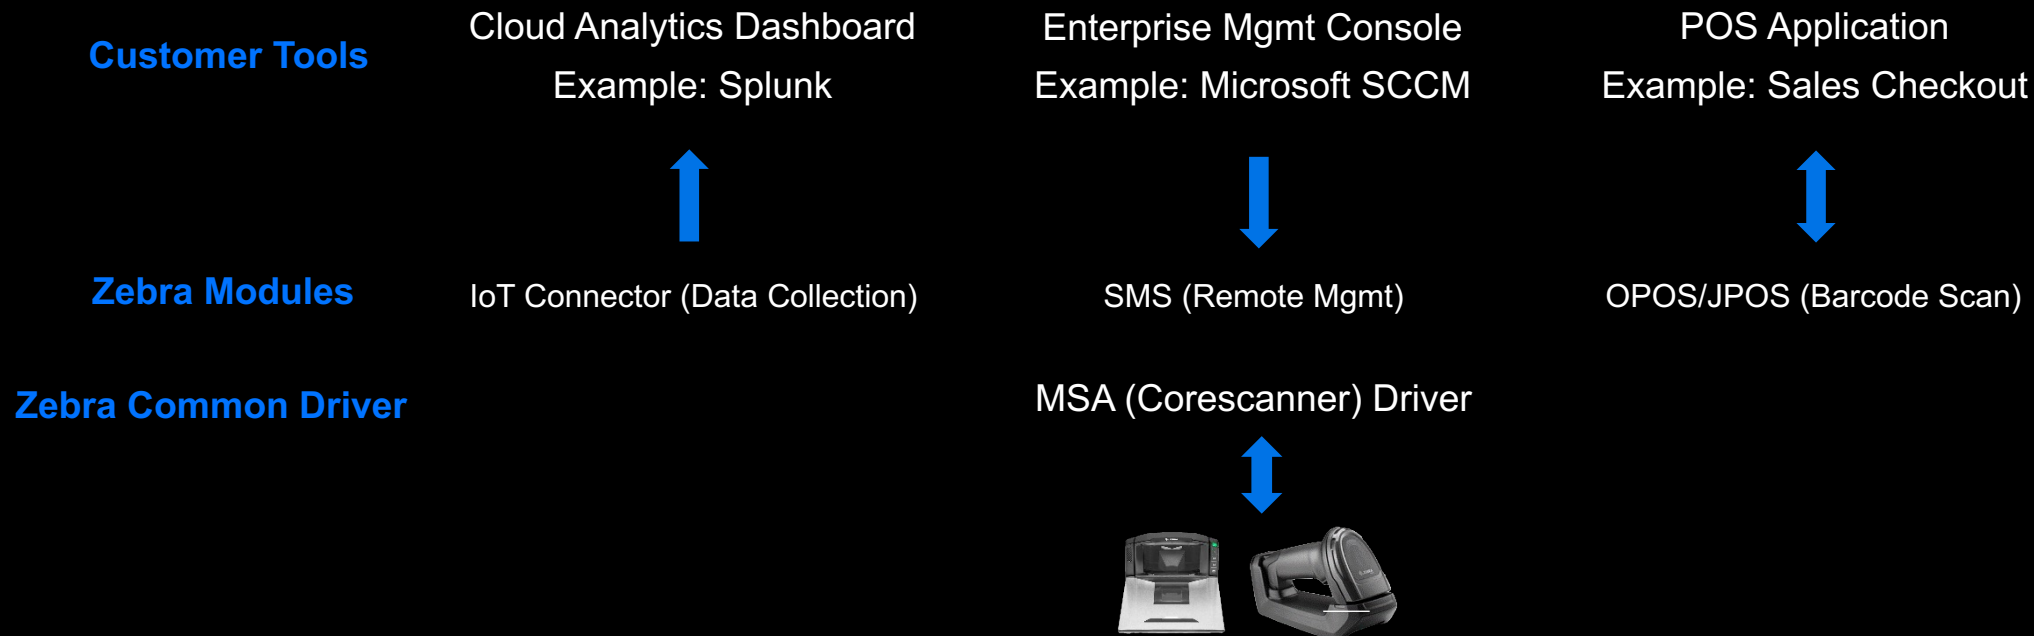 Customer Tools
Cloud Analytics Dashboard
Example: Splunk
Enterprise Mgmt Console
Example: Microsoft SCCM
POS Application
Example: Sales Checkout
Zebra Modules
IoT Connector (Data Collection)
SMS (Remote Mgmt)
OPOS/JPOS (Barcode Scan)
Zebra Common Driver
MSA (Corescanner) Driver